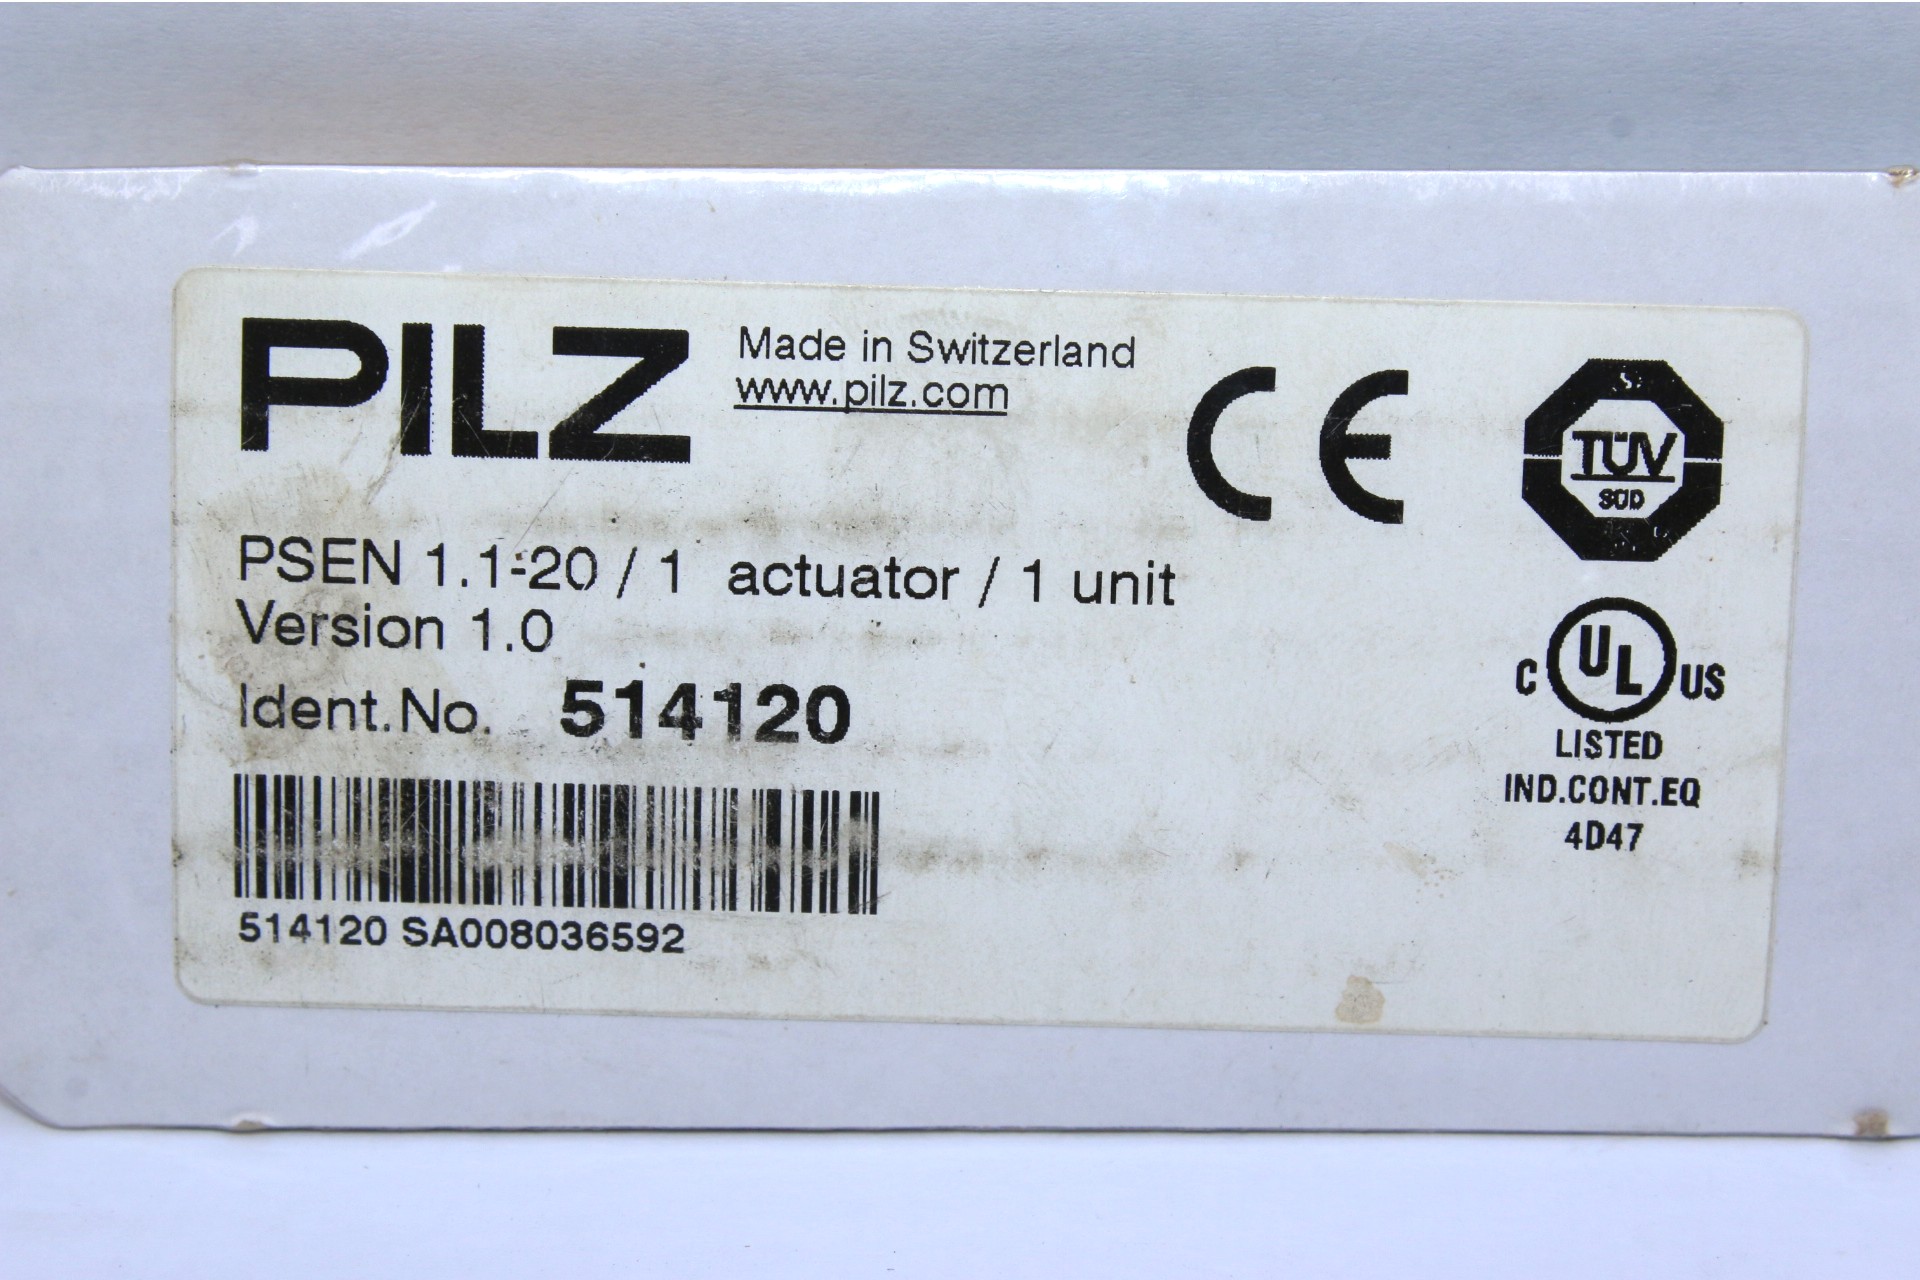 PILZ
Made in Switzerland
www.pilz.com
CE
TÜV
SÜD
PSEN 1.1-20 / 1 actuator / 1 unit
Version 1.0
Ident.No. 514120
514120 SA008036592
C UL US
LISTED
IND.CONT.EQ
4D47